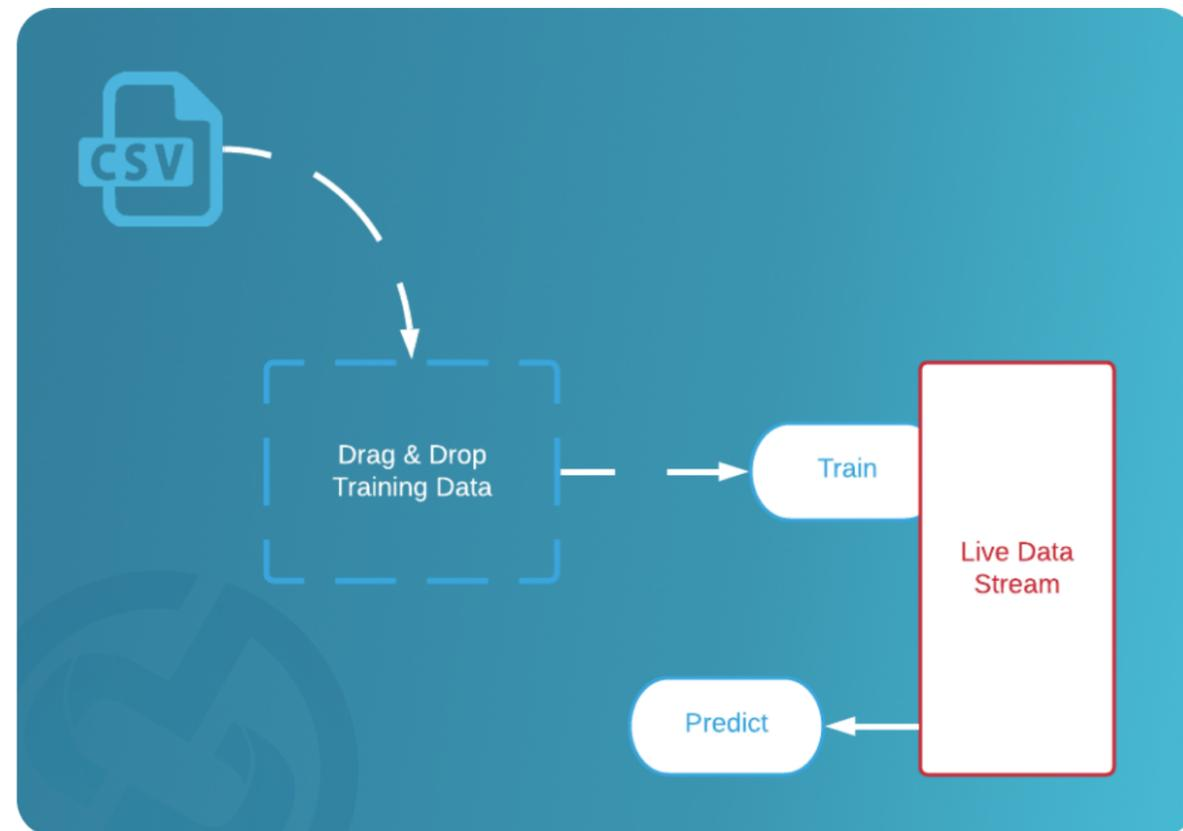 CSV
Drag & Drop
Training Data
Train
Live Data
Stream
Predict